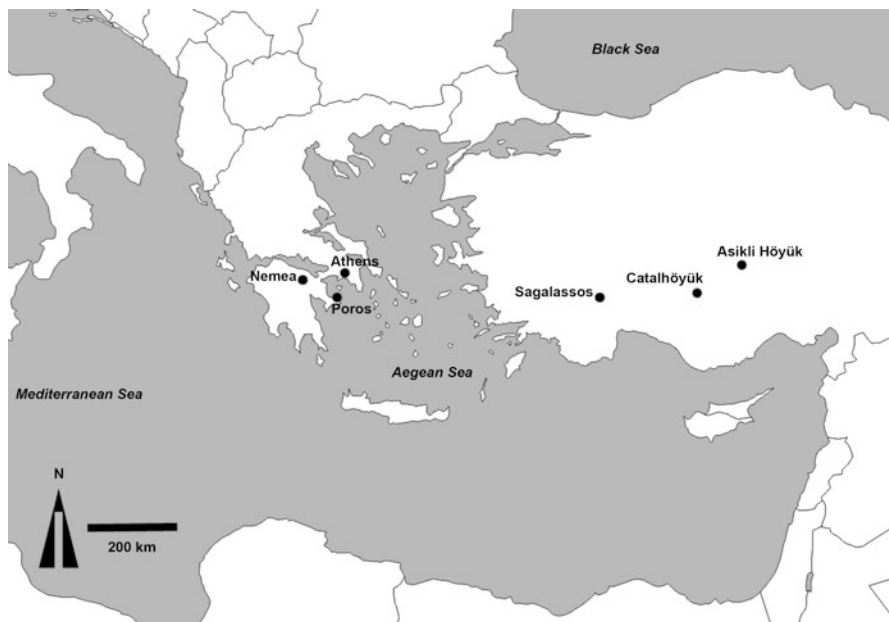 Black Sea
Asikli Höyük
Athens
Nemea
Catalhöyük
Sagalassos
Poros
Aegean Sea
Mediterranean Sea
N
200 km